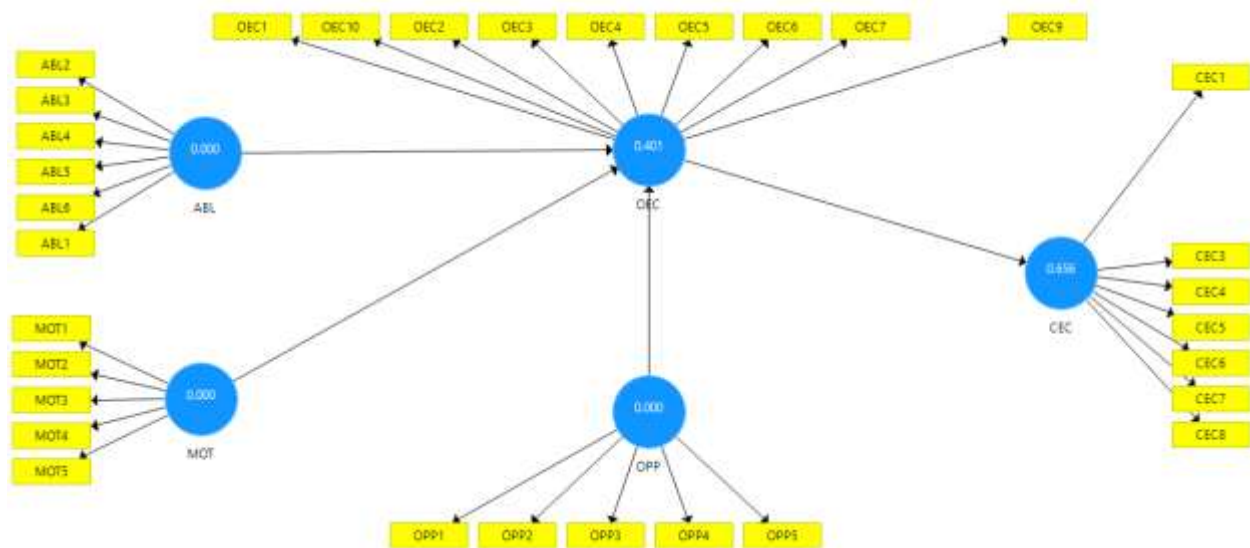 OEC1 OEC10 OEC2 OEC3 OEC4 OEC5 OEC6 OEC7 OEC9
ABL2
ABL3
ABL4
ABL5
ABL6
ABL1
0.000
ABL
0.401
OEC
CEC1
CEC3
CEC4
CEC5
CEC6
CEC7
CEC8
0.656
CEC
MOT1
MOT2
MOT3
MOT4
MOT5
0.000
MOT
0.000
OPP
OPP1 OPP2 OPP3 OPP4 OPP5